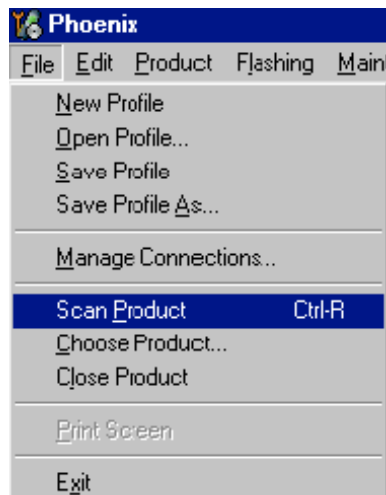 Phoenix
File Edit Product Flashing Main
New Profile
Open Profile...
Save Profile
Save Profile As...
Manage Connections...
Scan Product Ctrl-R
Choose Product...
Close Product
Print Screen
Exit